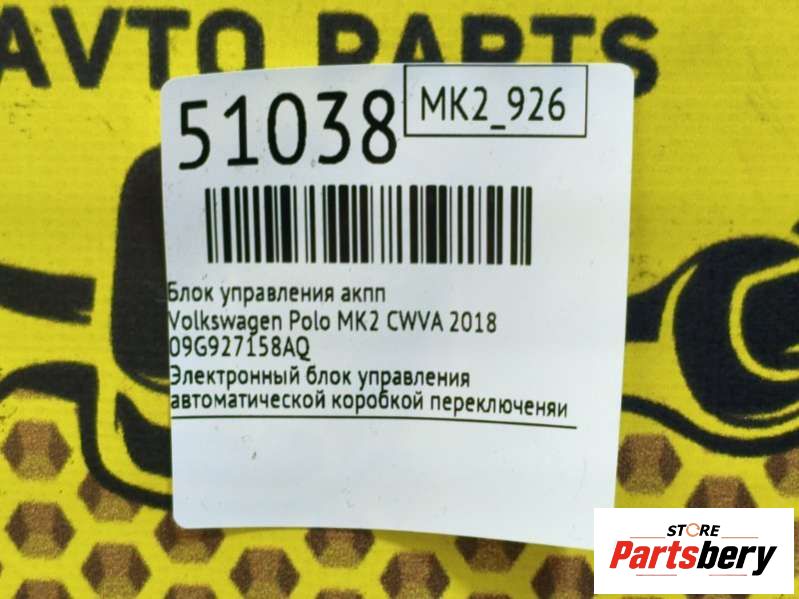 AVTO PARTS
51038
MK2_926
Блок управления акпп
Volkswagen Polo MK2 CWVA 2018
09G927158AQ
Электронный блок управления
автоматической коробкой переключеняи
STORE
Partsbery